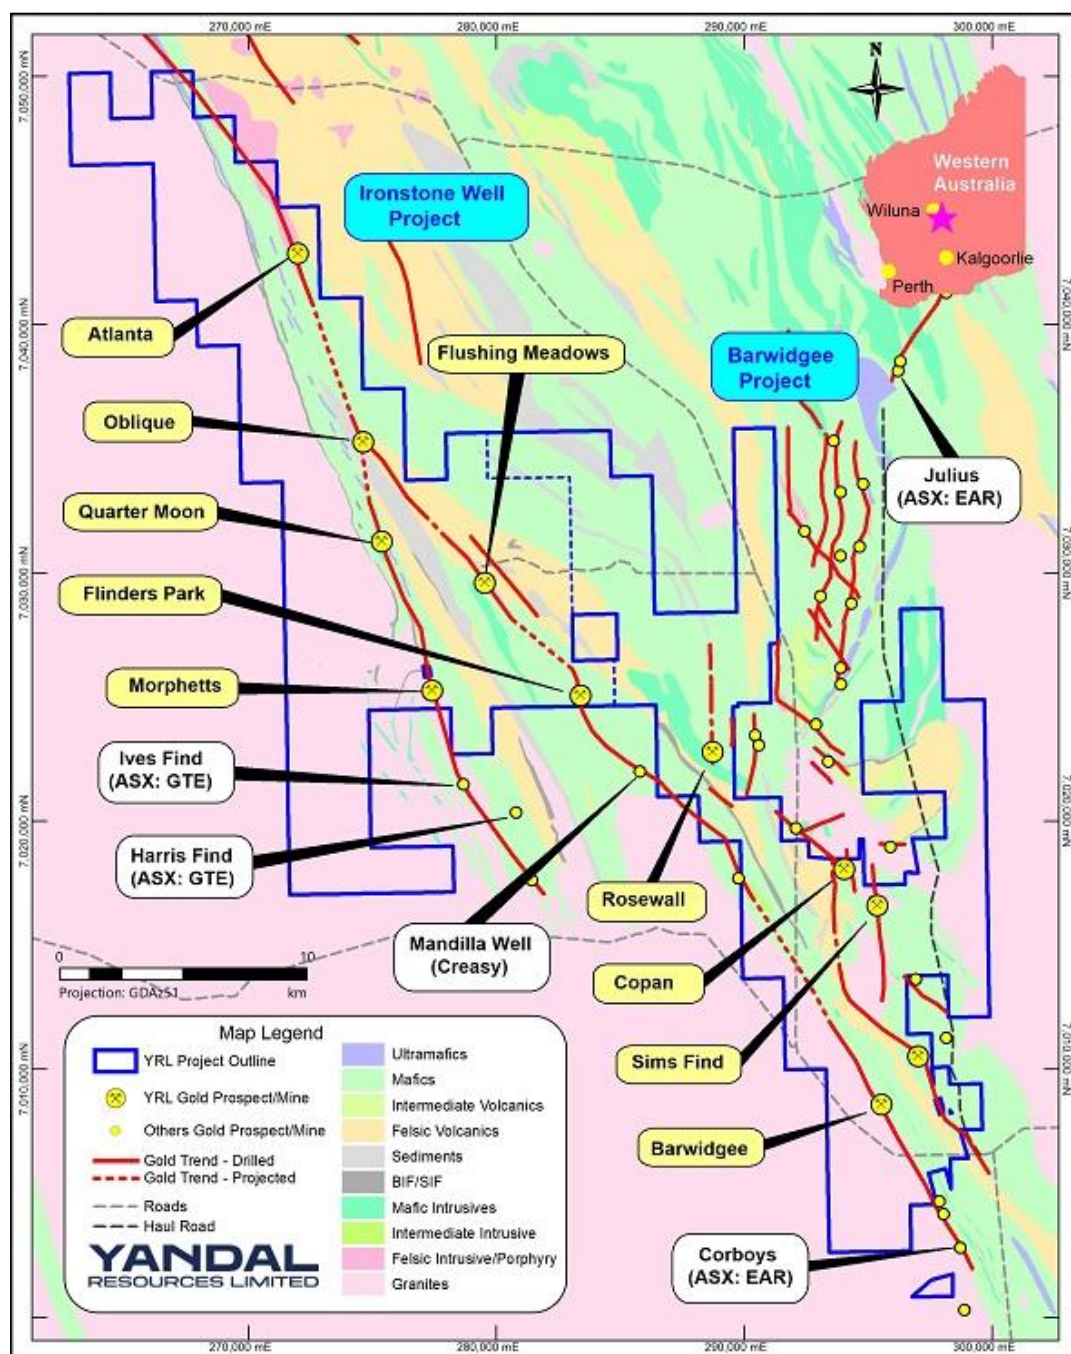 270,000 mE
280,000 mE
290,000 mE
300,000 mE
7,050,000 mN
7,050,000 mN
N
Western
Australia
Wiluna
Kalgoorlie
Perth
Ironstone Well
Project
7,040,000 mN
7,040,000 mN
Atlanta
Flushing Meadows
Barwidgee
Project
Oblique
Julius
(ASX: EAR)
Quarter Moon
7,030,000 mN
7,030,000 mN
Flinders Park
Morphetts
Ives Find
(ASX: GTE)
7,020,000 mN
7,020,000 mN
Harris Find
(ASX: GTE)
Rosewall
Mandilla Well
(Creasy)
0
10
km
Projection: GDAz51
Copan
Sims Find
7,010,000 mN
7,010,000 mN
Barwidgee
Corboys
(ASX: EAR)
Map Legend
YRL Project Outline
YRL Gold Prospect/Mine
Others Gold Prospect/Mine
Gold Trend - Drilled
Gold Trend - Projected
Roads
Haul Road
Ultramafics
Mafics
Intermediate Volcanics
Felsic Volcanics
Sediments
BIF/SIF
Mafic Intrusives
Intermediate Intrusive
Felsic Intrusive/Porphyry
Granites
YANDAL
RESOURCES LIMITED
270,000 mE
280,000 mE
290,000 mE
300,000 mE